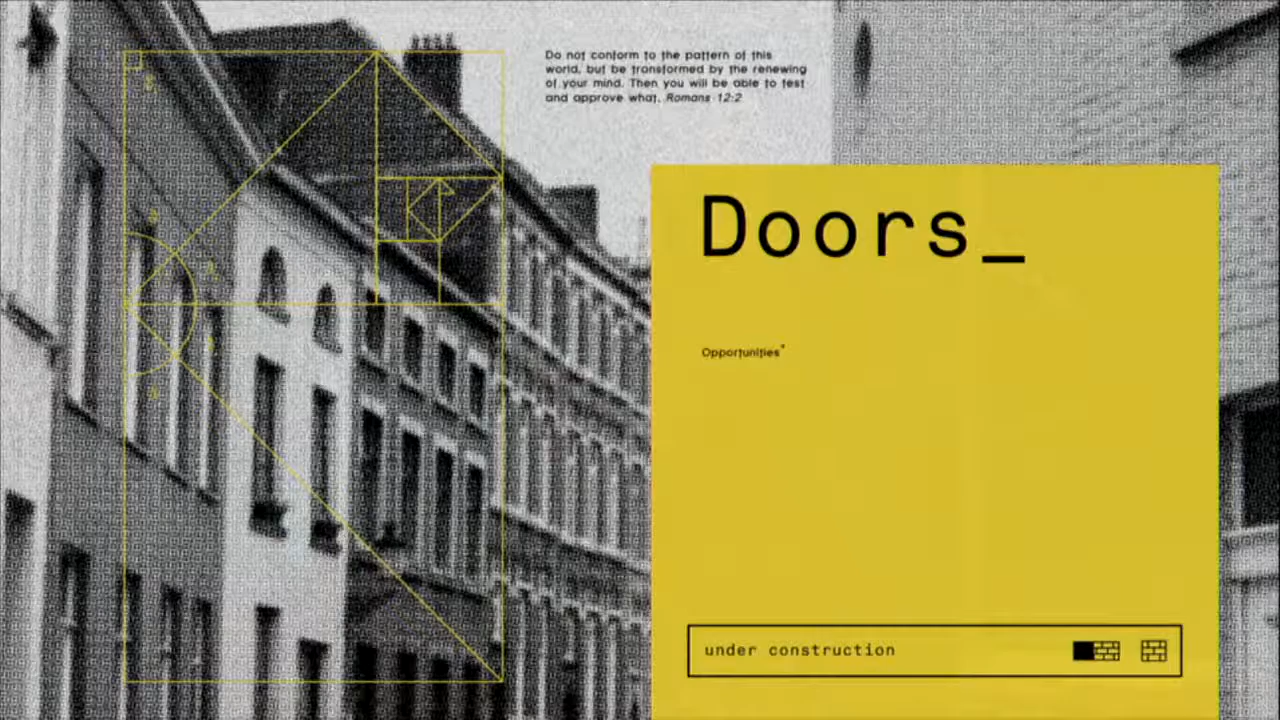 Do not conform to the pattern of this
world, but be transformed by the renewing
of your mind. Then you will be able to test
and approve what, Romans 12:2
Doors_
Opportunities*
under construction